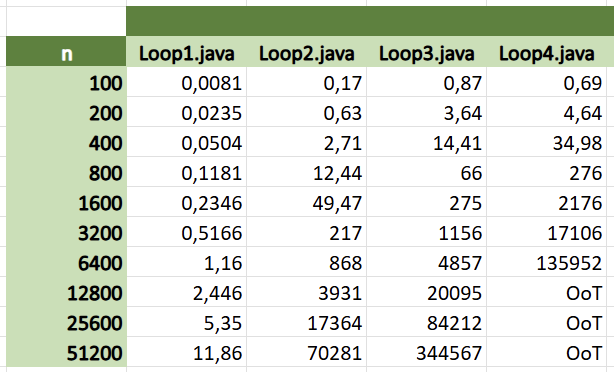 n Loop1.java Loop2.java Loop3.java Loop4.java
100 0,0081 0,17 0,87 0,69
200 0,0235 0,63 3,64 4,64
400 0,0504 2,71 14,41 34,98
800 0,1181 12,44 66 276
1600 0,2346 49,47 275 2176
3200 0,5166 217 1156 17106
6400 1,16 868 4857 135952
12800 2,446 3931 20095 OoT
25600 5,35 17364 84212 OoT
51200 11,86 70281 344567 OoT